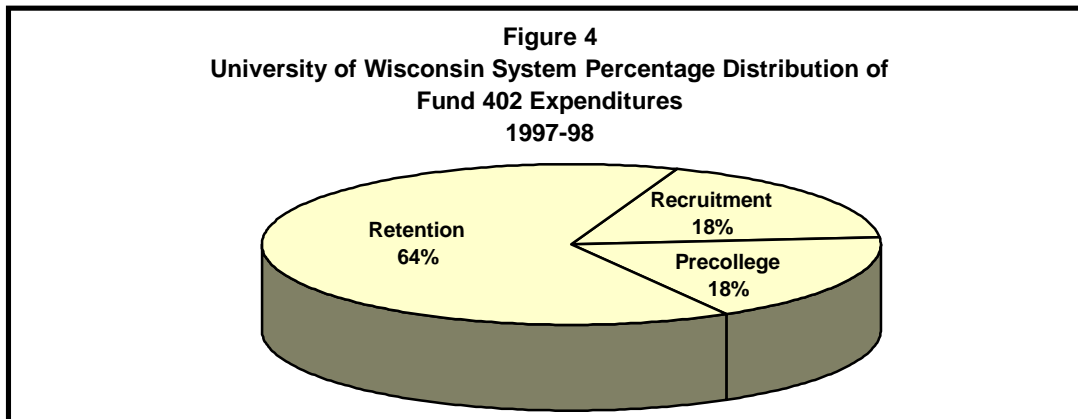 Figure 4
University of Wisconsin System Percentage Distribution of
Fund 402 Expenditures
1997-98
Retention
64%
Recruitment
18%
Precollege
18%